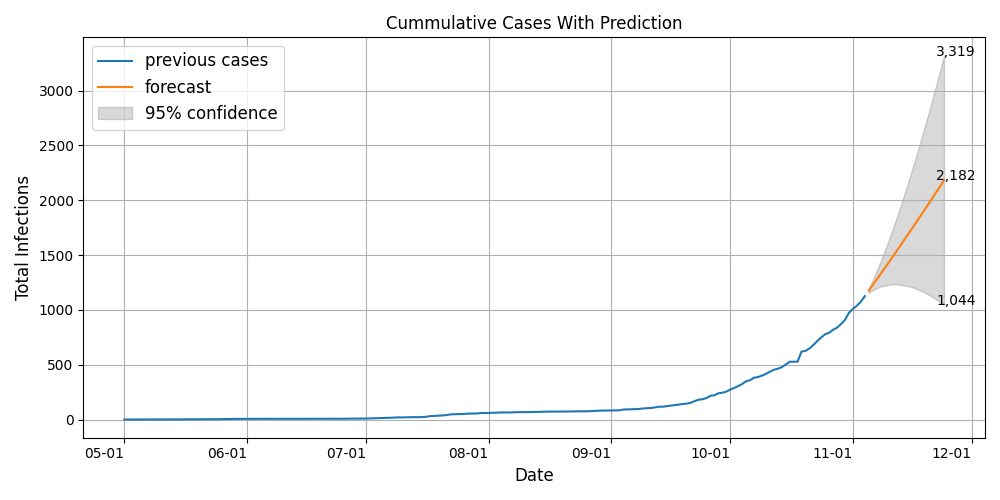 Cummulative Cases With Prediction
previous cases
forecast
95% confidence
3,319
2,182
1,044
3000
2500
2000
1500
1000
500
0
Total Infections
05-01 06-01 07-01 08-01 09-01 10-01 11-01 12-01
Date